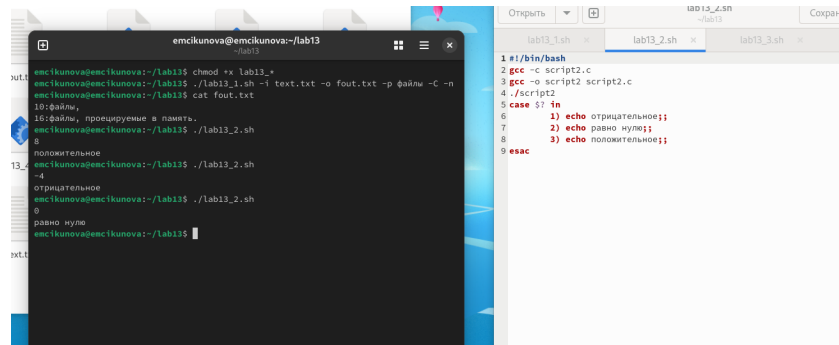 emcikunova@emcikunova:~/lab13
~/lab13
emcikunova@emcikunova:~/lab13$ chmod +x lab13_*
emcikunova@emcikunova:~/lab13$ ./lab13_1.sh -i text.txt -o fout.txt -p файлы -C -n
emcikunova@emcikunova:~/lab13$ cat fout.txt
10:файлы,
16:файлы, проецируемые в память.
emcikunova@emcikunova:~/lab13$ ./lab13_2.sh
8
положительное
emcikunova@emcikunova:~/lab13$ ./lab13_2.sh
-4
отрицательное
emcikunova@emcikunova:~/lab13$ ./lab13_2.sh
0
равно нулю
emcikunova@emcikunova:~/lab13$
out.t
13_4
ext.t
Открыть
lab13_2.sh
~/lab13
Сохран
lab13_1.sh
lab13_2.sh
lab13_3.sh
1 #!/bin/bash
2 gcc -c script2.c
3 gcc -o script2 script2.c
4 ./script2
5 case $? in
6 1) echo отрицательное;;
7 2) echo равно нулю;;
8 3) echo положительное;;
9 esac